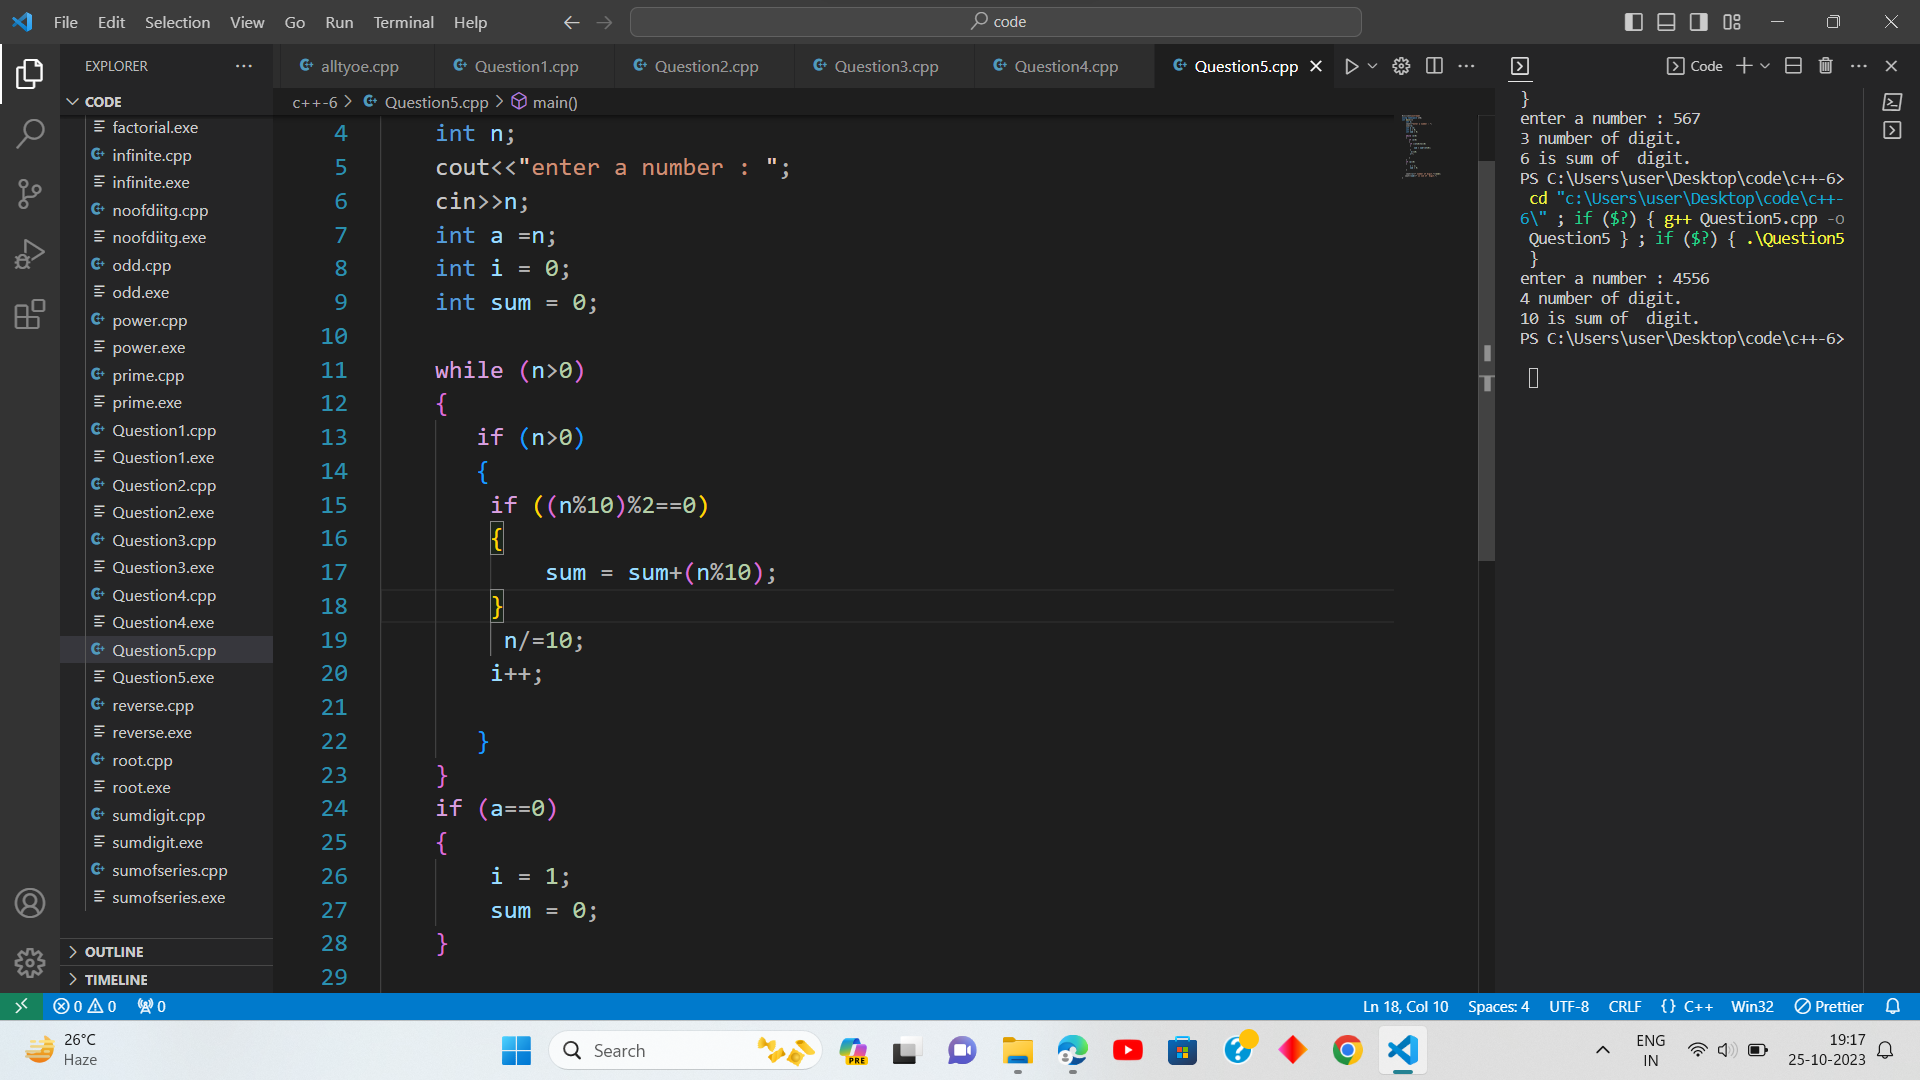 File Edit Selection View Go Run Terminal Help
code
EXPLORER
CODE
factorial.exe
infinite.cpp
infinite.exe
noofdiitg.cpp
noofdiitg.exe
odd.cpp
odd.exe
power.cpp
power.exe
prime.cpp
prime.exe
Question1.cpp
Question1.exe
Question2.cpp
Question2.exe
Question3.cpp
Question3.exe
Question4.cpp
Question4.exe
Question5.cpp
Question5.exe
reverse.cpp
reverse.exe
root.cpp
root.exe
sumdigit.cpp
sumdigit.exe
sumofseries.cpp
sumofseries.exe
OUTLINE
TIMELINE
alltyoe.cpp Question1.cpp Question2.cpp Question3.cpp Question4.cpp Question5.cpp
c++-6 > Question5.cpp > main()
4 int n;
5 cout<<"enter a number : ";
6 cin>>n;
7 int a =n;
8 int i = 0;
9 int sum = 0;
10
11 while (n>0)
12 {
13 if (n>0)
14 {
15 if ((n%10)%2==0)
16 {
17 sum = sum+(n%10);
18 }
19 n/=10;
20 i++;
21
22 }
23 }
24 if (a==0)
25 {
26 i = 1;
27 sum = 0;
28 }
29
Code
}
enter a number : 567
3 number of digit.
6 is sum of  digit.
PS C:\Users\user\Desktop\code\c++-6>
cd "c:\Users\user\Desktop\code\c++-
6\" ; if ($?) { g++ Question5.cpp -o
Question5 } ; if ($?) { .\Question5
}
enter a number : 4556
4 number of digit.
10 is sum of  digit.
PS C:\Users\user\Desktop\code\c++-6>
0 0 0
Ln 18, Col 10 Spaces: 4 UTF-8 CRLF {} C++ Win32 Prettier
26°C
Haze
Search
PRE
ENG
IN
19:17
25-10-2023